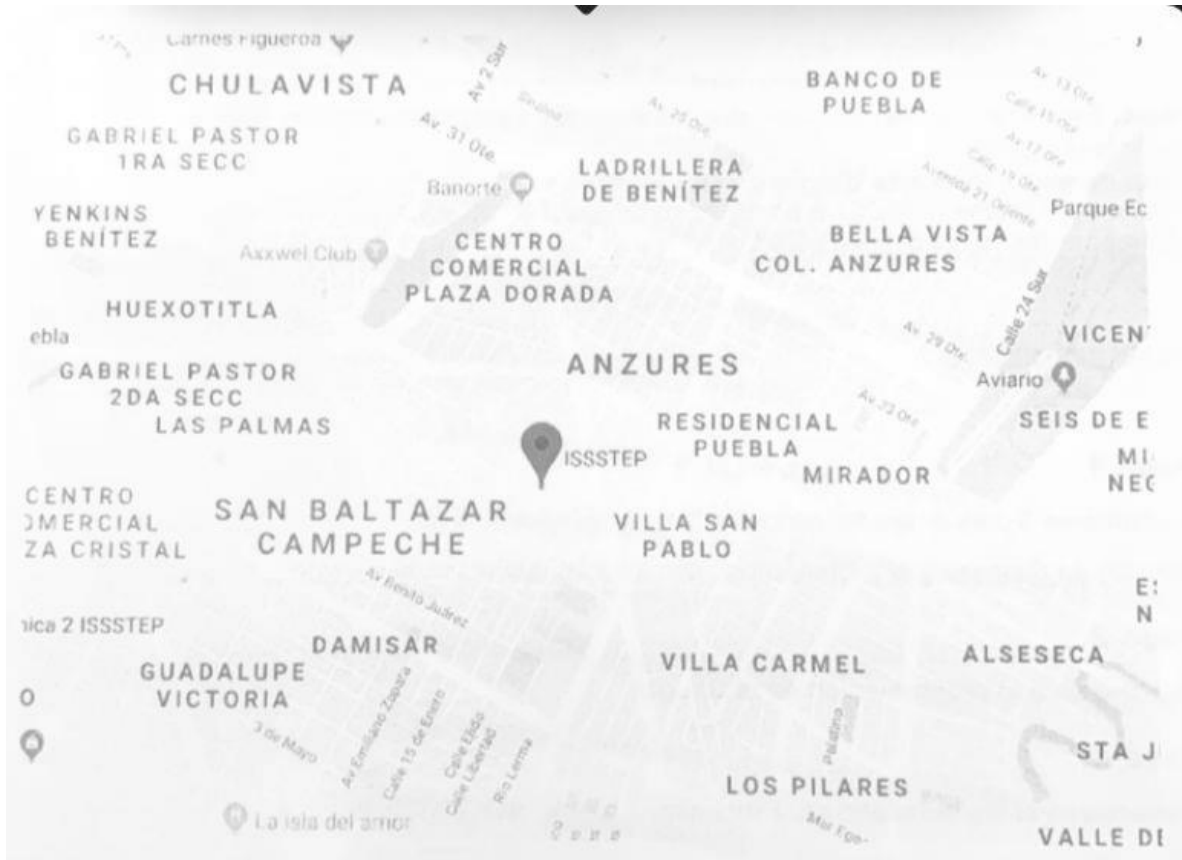 Carnes Figueroa
CHULAVISTA
Av 2 Sur
BANCO DE
PUEBLA
Av. 13 Ote.
Calle 15 Ote
Av 17 Ote
Calle 19 Ote
Avenida 21 Oriente
GABRIEL PASTOR
1RA SECC
Av. 31 Ote.
Av. 25 Ote.
Banorte
LADRILLERA
DE BENÍTEZ
Parque Ec
YENKINS
BENÍTEZ
Axxwel Club
CENTRO
COMERCIAL
PLAZA DORADA
BELLA VISTA
COL. ANZURES
HUEXOTITLA
Calle 24 Sur
ebla
Av. 29 Ote.
VICEN
GABRIEL PASTOR
2DA SECC
LAS PALMAS
ANZURES
Aviario
ISSSTEP
RESIDENCIAL
PUEBLA
MIRADOR
SEIS DE E
MI
NEG
CENTRO
OMERCIAL
ZA CRISTAL
SAN BALTAZAR
CAMPECHE
VILLA SAN
PABLO
Av Benito Juárez
nica 2 ISSSTEP
DAMISAR
GUADALUPE
VICTORIA
VILLA CARMEL
ALSESECA
O
3 de Mayo
Av Emiliano Zapata
Calle 15 de Enero
Calle Libertad
Río Lerma
Palatino
STA J
LOS PILARES
La isla del amor
VALLE DE